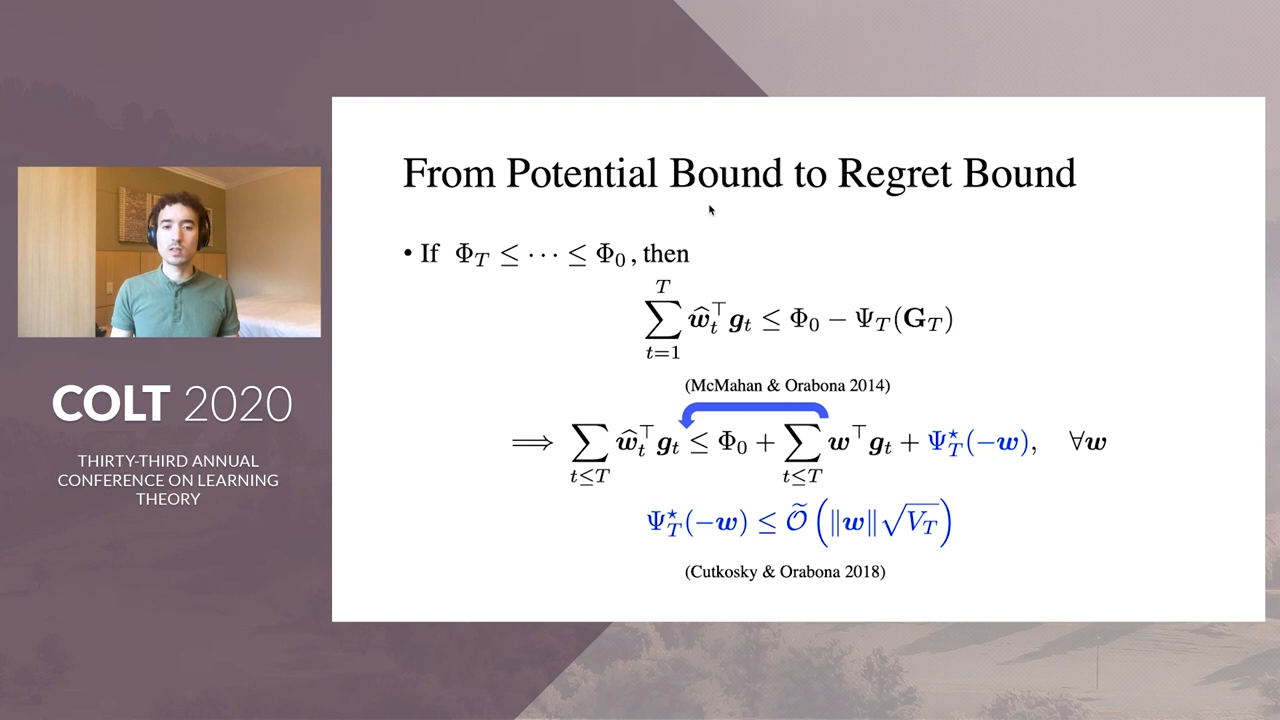 From Potential Bound to Regret Bound
• If Φ_T ≤ ⋯ ≤ Φ_0, then
∑_{t=1}^{T} ŵ_t^⊤ g_t ≤ Φ_0 − Ψ_T(G_T)
(McMahan & Orabona 2014)
⟹ ∑_{t≤T} ŵ_t^⊤ g_t ≤ Φ_0 + ∑_{t≤T} w^⊤ g_t + Ψ_T^⋆(−w), ∀w
Ψ_T^⋆(−w) ≤ Õ(‖w‖√V_T)
(Cutkosky & Orabona 2018)
COLT 2020
THIRTY-THIRD ANNUAL
CONFERENCE ON LEARNING
THEORY